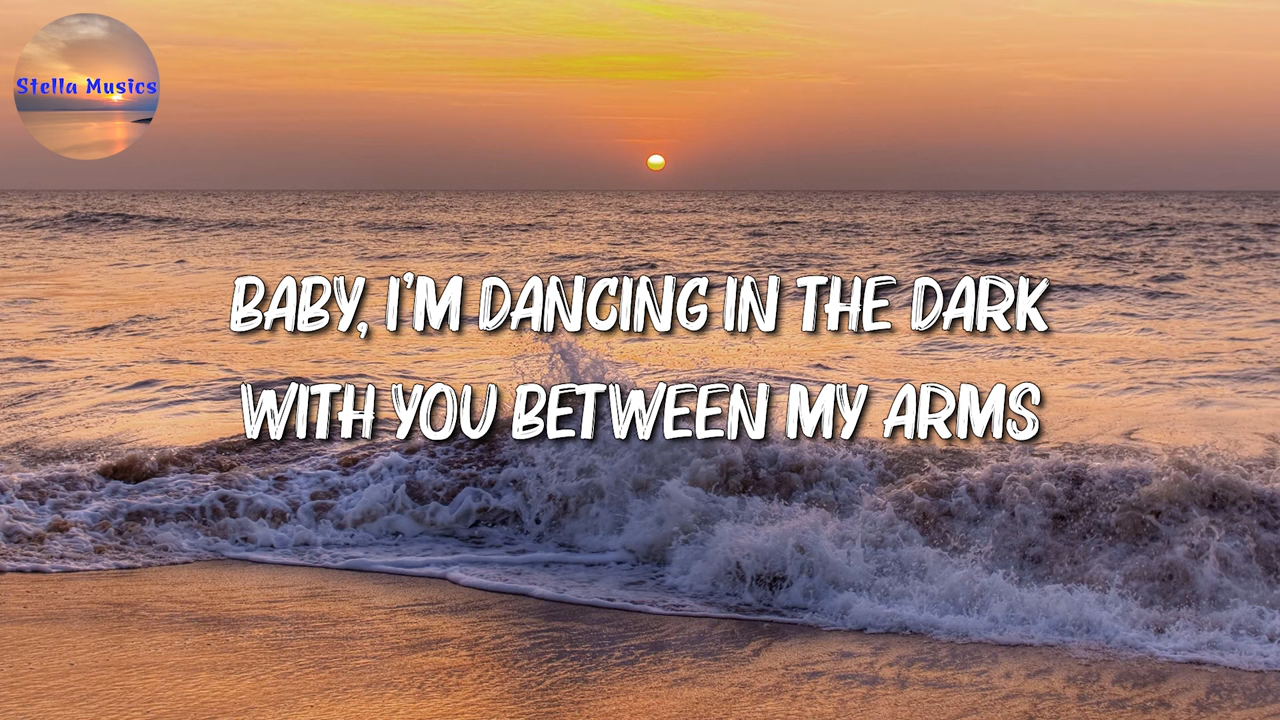 Stella Musics
BABY, I'M DANCING IN THE DARK
WITH YOU BETWEEN MY ARMS